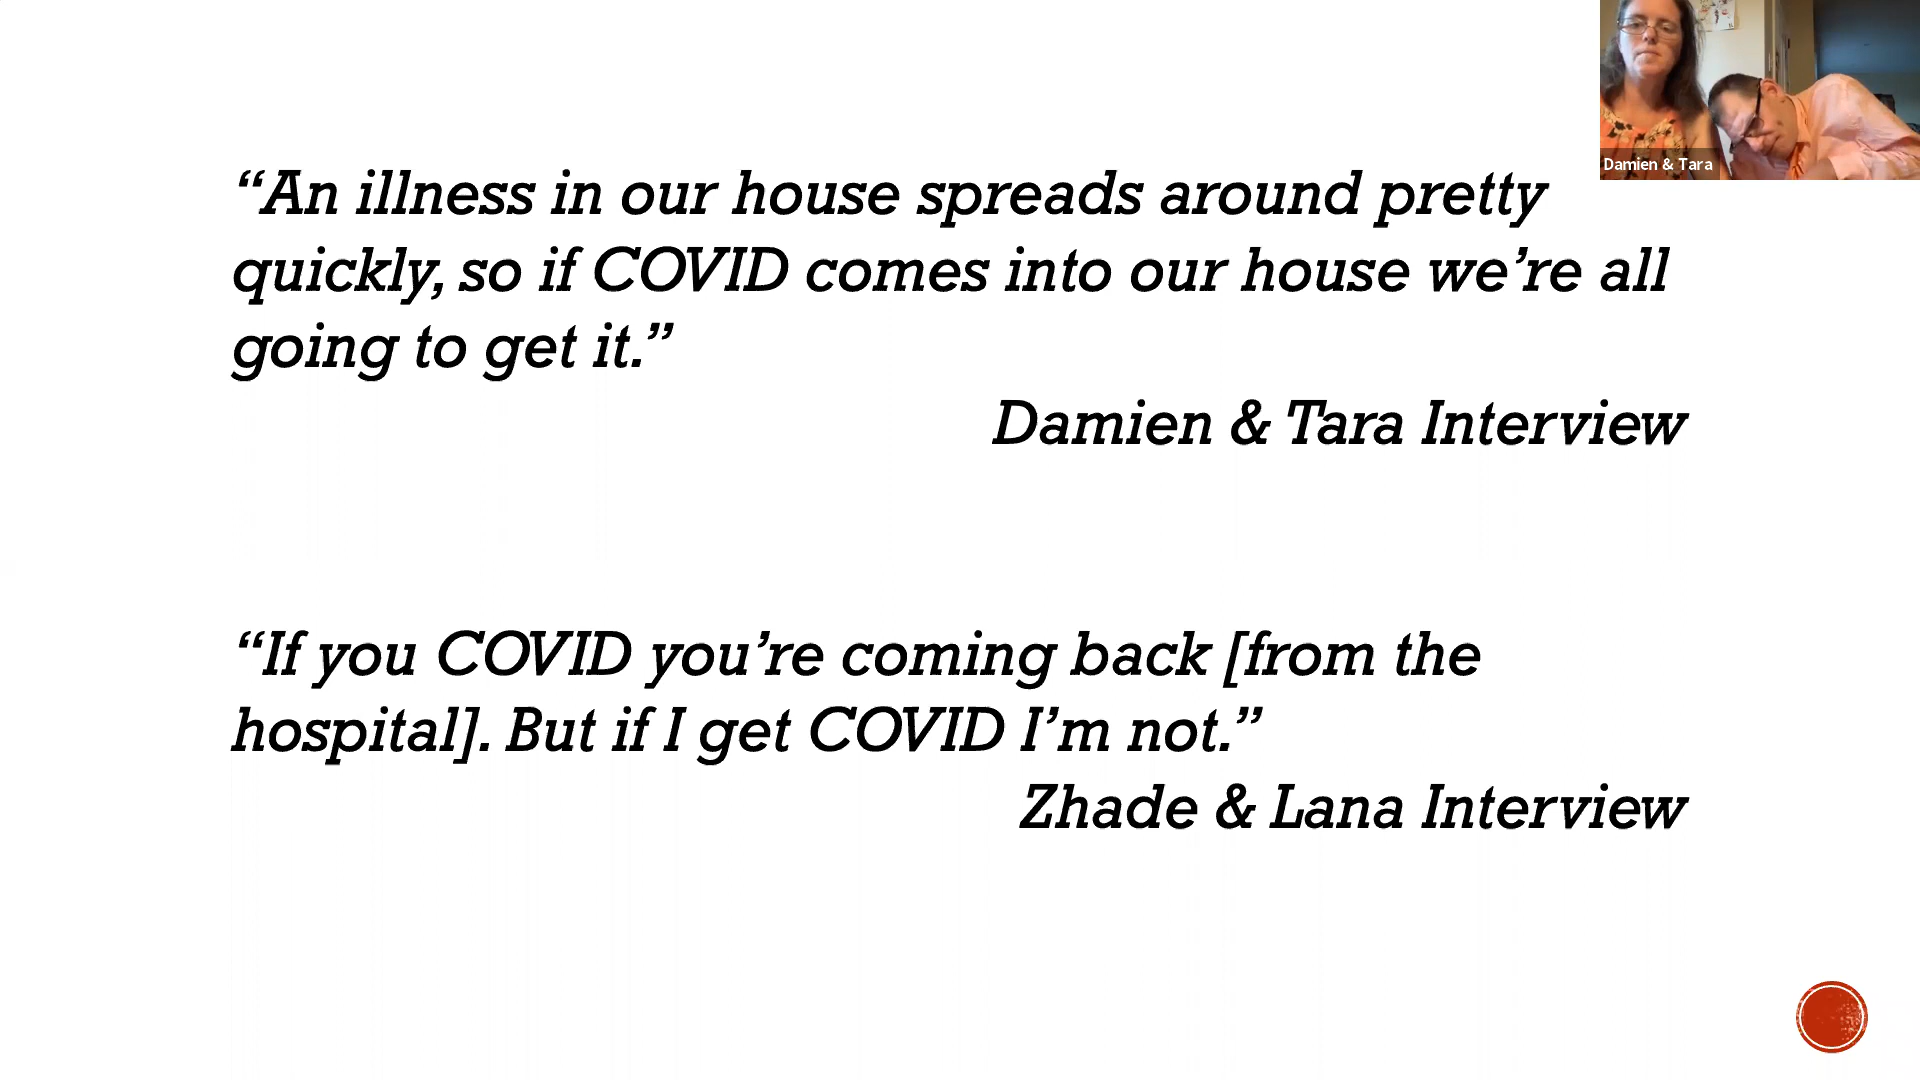 “An illness in our house spreads around pretty
quickly, so if COVID comes into our house we’re all
going to get it.”
Damien & Tara Interview
“If you COVID you’re coming back [from the
hospital]. But if I get COVID I’m not.”
Zhade & Lana Interview
Damien & Tara